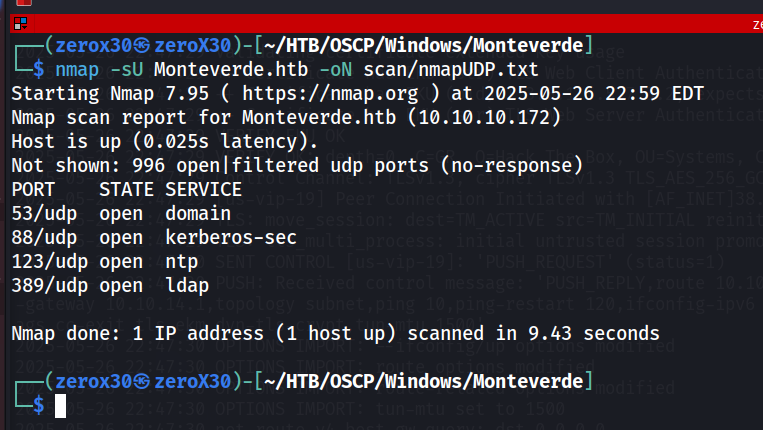 ┌──(zerox30㉿zeroX30)-[~/HTB/OSCP/Windows/Monteverde]
└─$ nmap -sU Monteverde.htb -oN scan/nmapUDP.txt
Starting Nmap 7.95 ( https://nmap.org ) at 2025-05-26 22:59 EDT
Nmap scan report for Monteverde.htb (10.10.10.172)
Host is up (0.025s latency).
Not shown: 996 open|filtered udp ports (no-response)
PORT    STATE SERVICE
53/udp  open  domain
88/udp  open  kerberos-sec
123/udp open  ntp
389/udp open  ldap
Nmap done: 1 IP address (1 host up) scanned in 9.43 seconds
┌──(zerox30㉿zeroX30)-[~/HTB/OSCP/Windows/Monteverde]
└─$